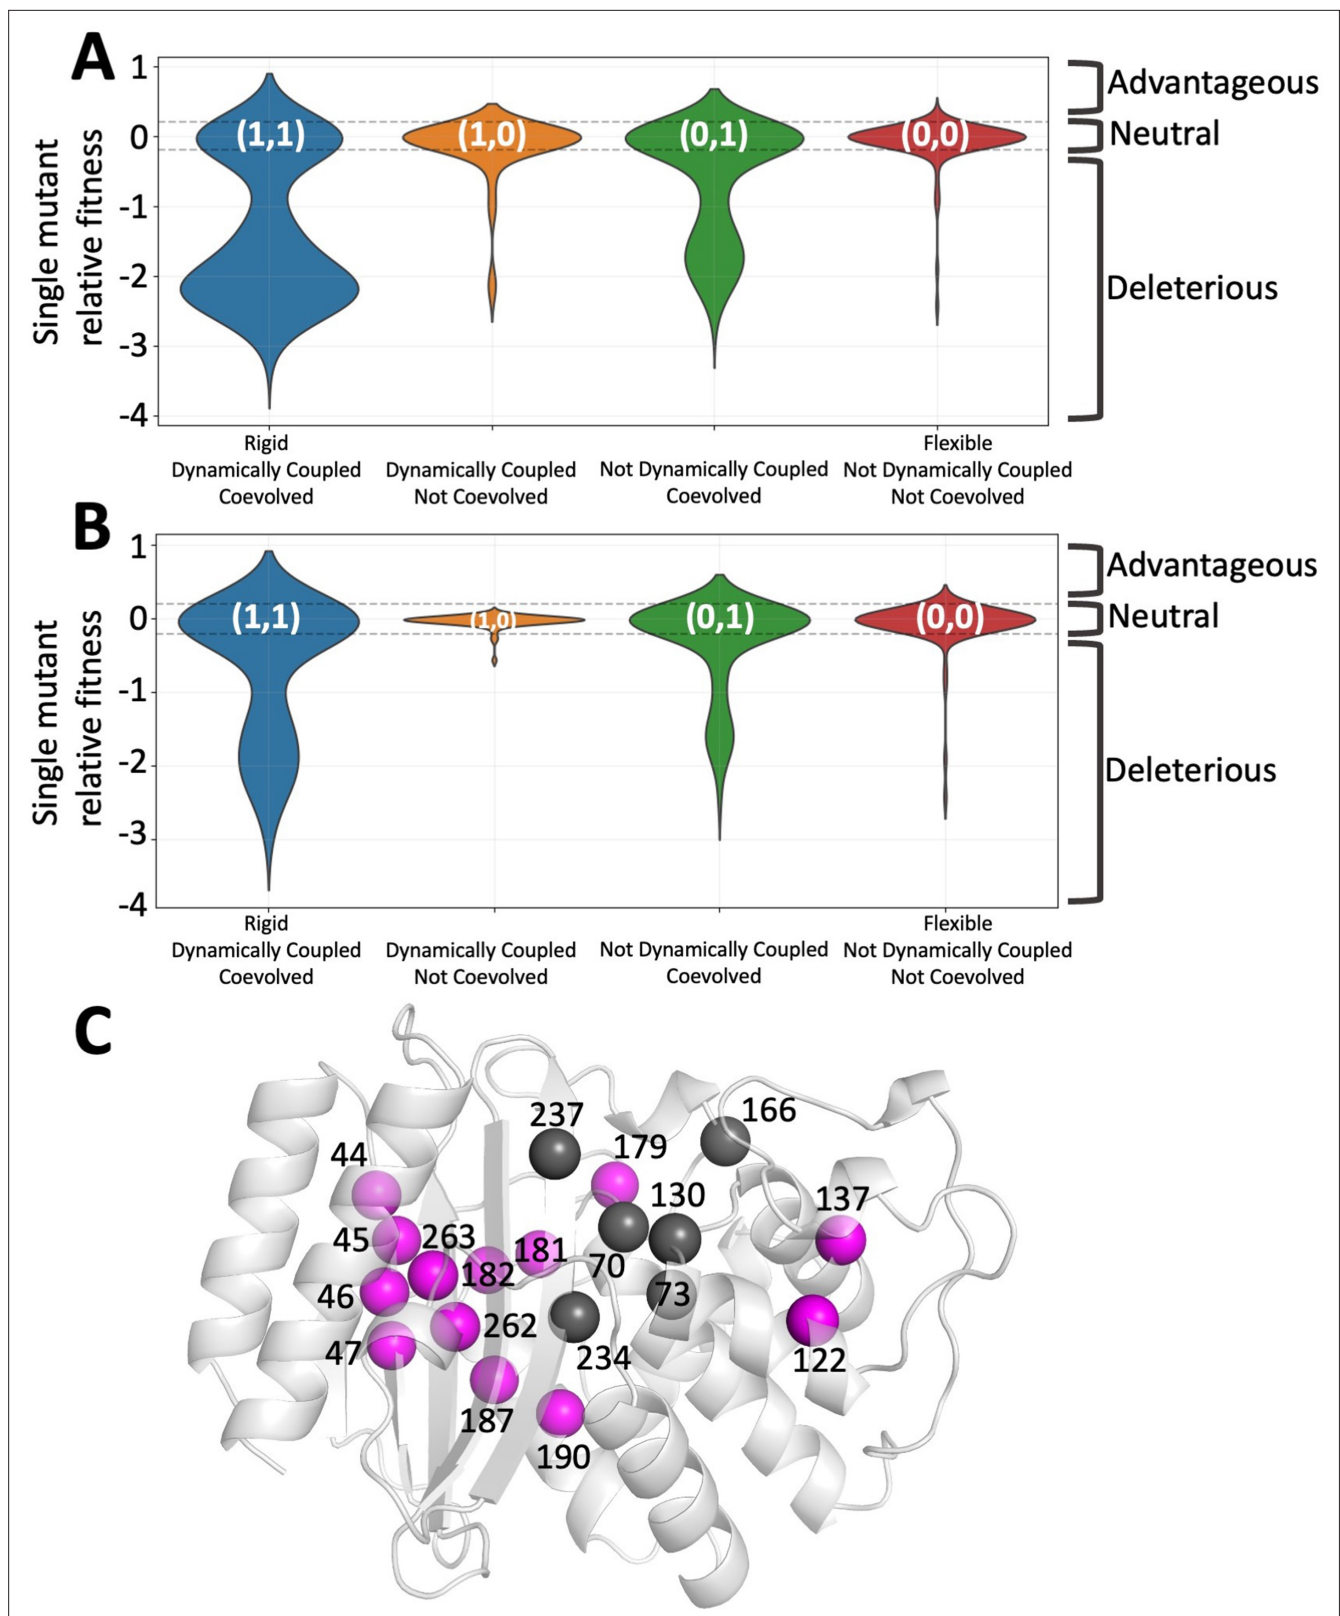 A
Single mutant
relative fitness
1
0
-1
-2
-3
-4
(1,1)
(1,0)
(0,1)
(0,0)
Advantageous
Neutral
Deleterious
Rigid
Dynamically Coupled
Coevolved
Dynamically Coupled
Not Coevolved
Not Dynamically Coupled
Coevolved
Flexible
Not Dynamically Coupled
Not Coevolved
B
Single mutant
relative fitness
1
0
-1
-2
-3
-4
(1,1)
(1,0)
(0,1)
(0,0)
Advantageous
Neutral
Deleterious
Rigid
Dynamically Coupled
Coevolved
Dynamically Coupled
Not Coevolved
Not Dynamically Coupled
Coevolved
Flexible
Not Dynamically Coupled
Not Coevolved
C
237
166
44
179
130
137
45
263
181
70
182
46
73
262
47
234
122
187
190